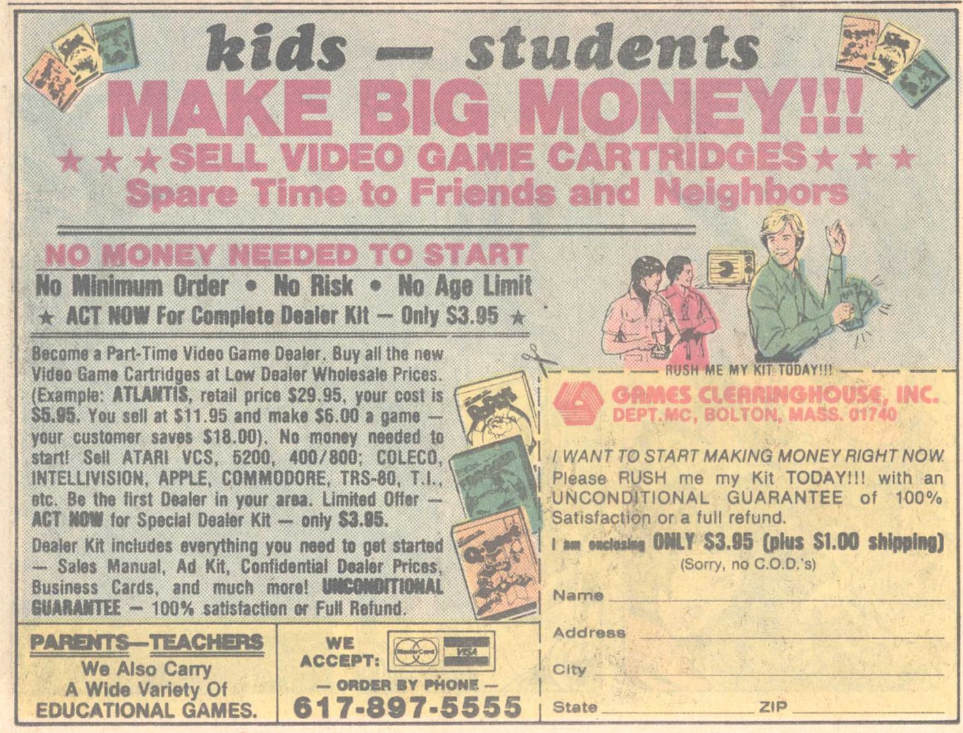 kids — students
MAKE BIG MONEY!!!
★ ★ ★ SELL VIDEO GAME CARTRIDGES ★ ★ ★
Spare Time to Friends and Neighbors
NO MONEY NEEDED TO START
No Minimum Order • No Risk • No Age Limit
★ ACT NOW For Complete Dealer Kit — Only $3.95 ★
Become a Part-Time Video Game Dealer. Buy all the new
Video Game Cartridges at Low Dealer Wholesale Prices.
(Example: ATLANTIS, retail price $29.95, your cost is
$5.95. You sell at $11.95 and make $6.00 a game —
your customer saves $18.00). No money needed to
start! Sell ATARI VCS, 5200, 400/800; COLECO,
INTELLIVISION, APPLE, COMMODORE, TRS-80, T.I.,
etc. Be the first Dealer in your area. Limited Offer —
ACT NOW for Special Dealer Kit — only $3.95.
Dealer Kit includes everything you need to get started
— Sales Manual, Ad Kit, Confidential Dealer Prices,
Business Cards, and much more! UNCONDITIONAL
GUARANTEE — 100% satisfaction or Full Refund.
PARENTS—TEACHERS
We Also Carry
A Wide Variety Of
EDUCATIONAL GAMES.
WE
ACCEPT:
MasterCard
VISA
— ORDER BY PHONE —
617-897-5555
RUSH ME MY KIT TODAY!!!
GAMES CLEARINGHOUSE, INC.
DEPT. MC, BOLTON, MASS. 01740
I WANT TO START MAKING MONEY RIGHT NOW.
Please RUSH me my Kit TODAY!!! with an
UNCONDITIONAL GUARANTEE of 100%
Satisfaction or a full refund.
I am enclosing ONLY $3.95 (plus $1.00 shipping)
(Sorry, no C.O.D.'s)
Name
Address
City
State ZIP